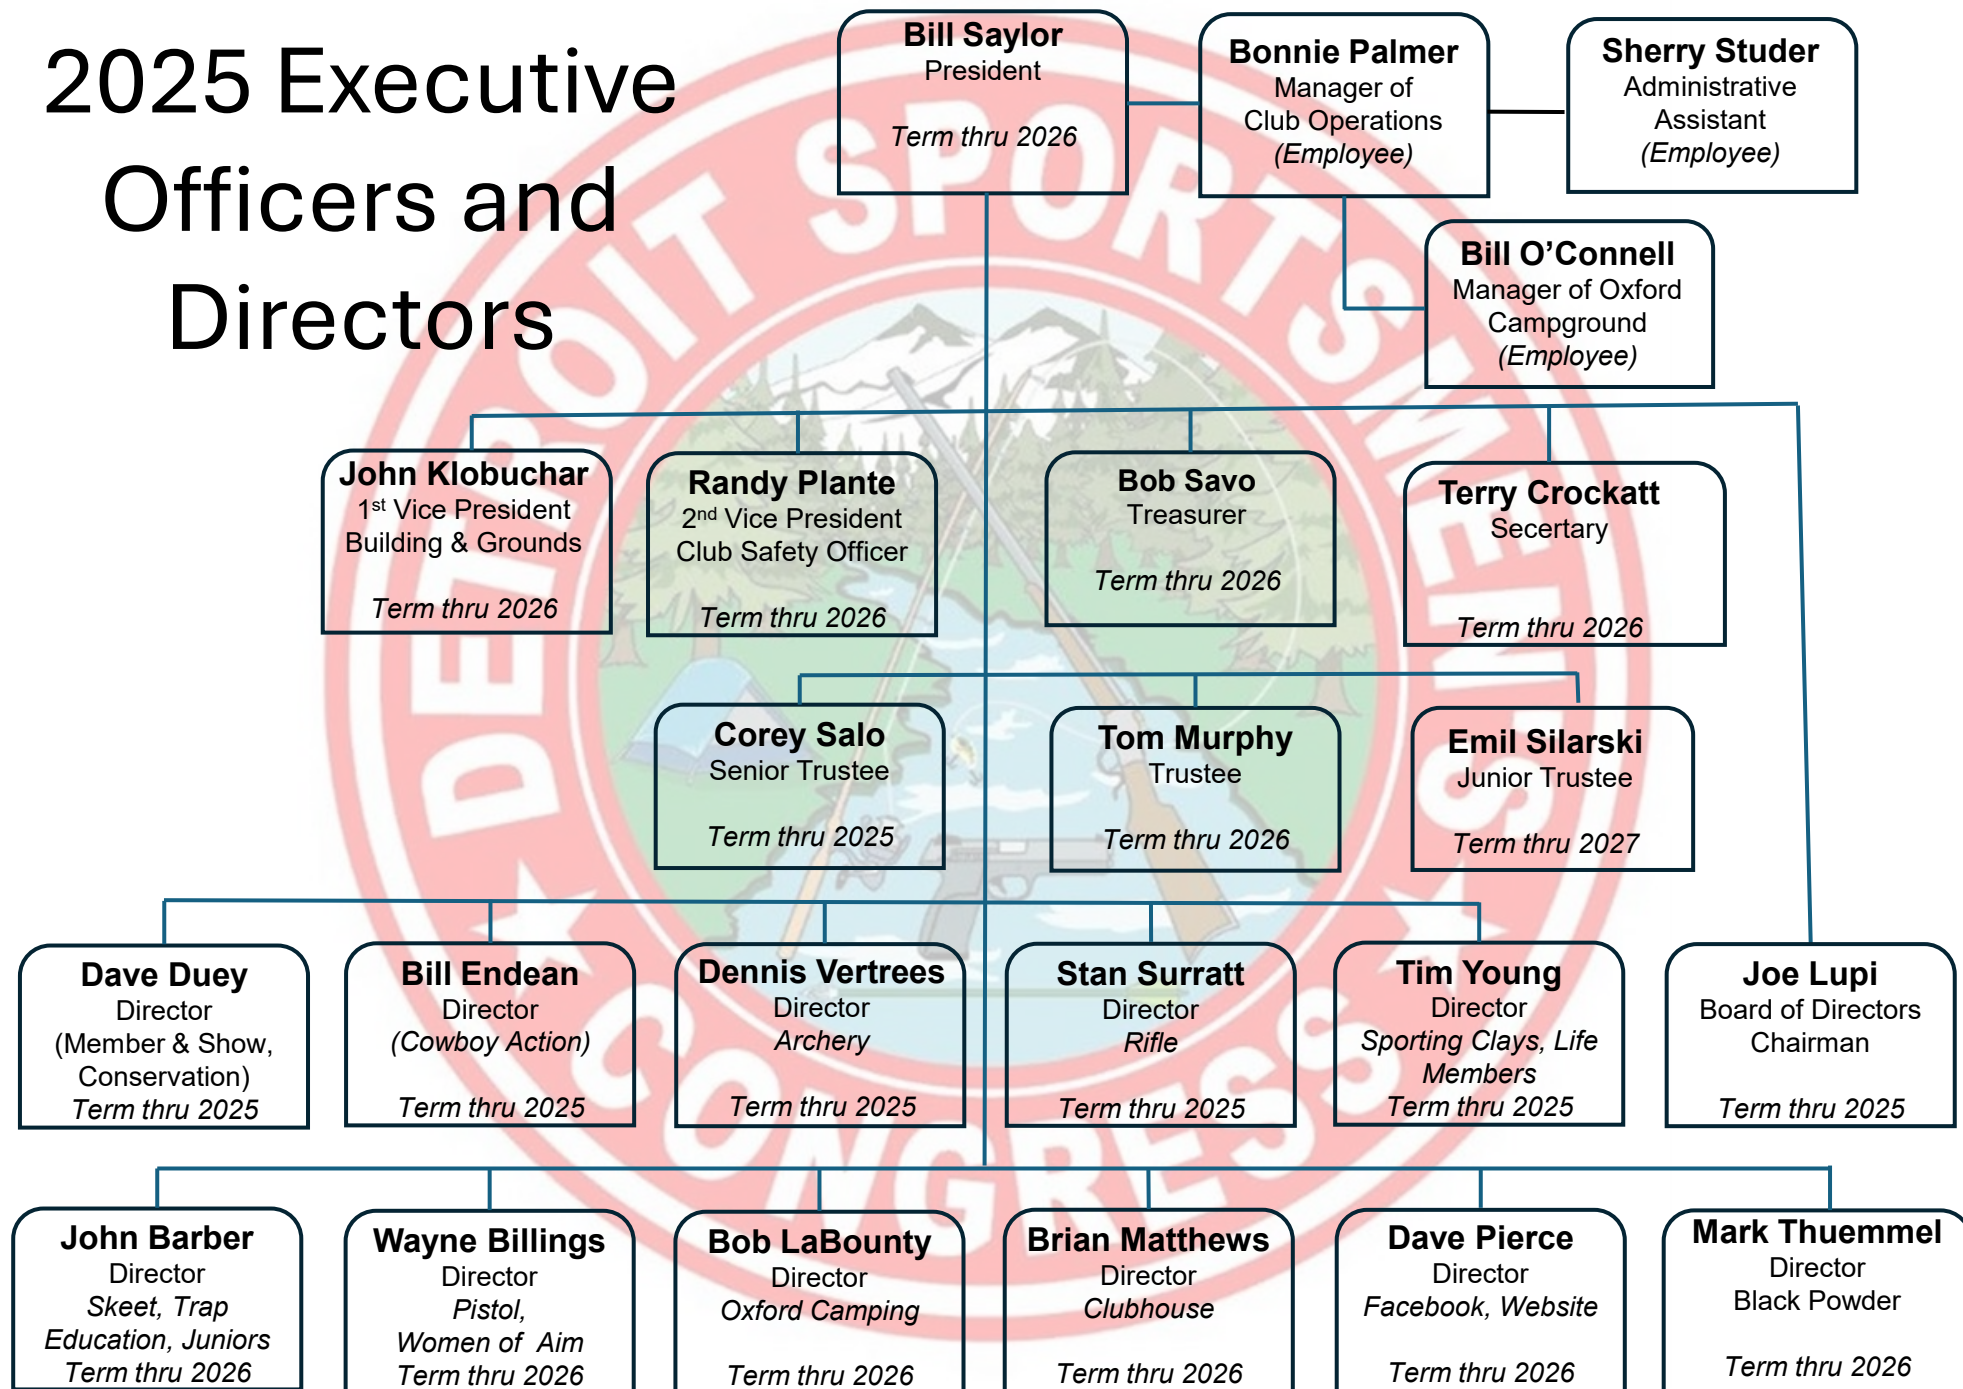 2025 Executive
Officers and
Directors
Bill Saylor
President
Term thru 2026
Bonnie Palmer
Manager of
Club Operations
(Employee)
Sherry Studer
Administrative
Assistant
(Employee)
Bill O’Connell
Manager of Oxford
Campground
(Employee)
John Klobuchar
1st Vice President
Building & Grounds
Term thru 2026
Randy Plante
2nd Vice President
Club Safety Officer
Term thru 2026
Bob Savo
Treasurer
Term thru 2026
Terry Crockatt
Secertary
Term thru 2026
Corey Salo
Senior Trustee
Term thru 2025
Tom Murphy
Trustee
Term thru 2026
Emil Silarski
Junior Trustee
Term thru 2027
Dave Duey
Director
(Member & Show,
Conservation)
Term thru 2025
Bill Endean
Director
(Cowboy Action)
Term thru 2025
Dennis Vertrees
Director
Archery
Term thru 2025
Stan Surratt
Director
Rifle
Term thru 2025
Tim Young
Director
Sporting Clays, Life
Members
Term thru 2025
Joe Lupi
Board of Directors
Chairman
Term thru 2025
John Barber
Director
Skeet, Trap
Education, Juniors
Term thru 2026
Wayne Billings
Director
Pistol,
Women of Aim
Term thru 2026
Bob LaBounty
Director
Oxford Camping
Term thru 2026
Brian Matthews
Director
Clubhouse
Term thru 2026
Dave Pierce
Director
Facebook, Website
Term thru 2026
Mark Thuemmel
Director
Black Powder
Term thru 2026
DETROIT SPORTSMEN'S
CONGRESS